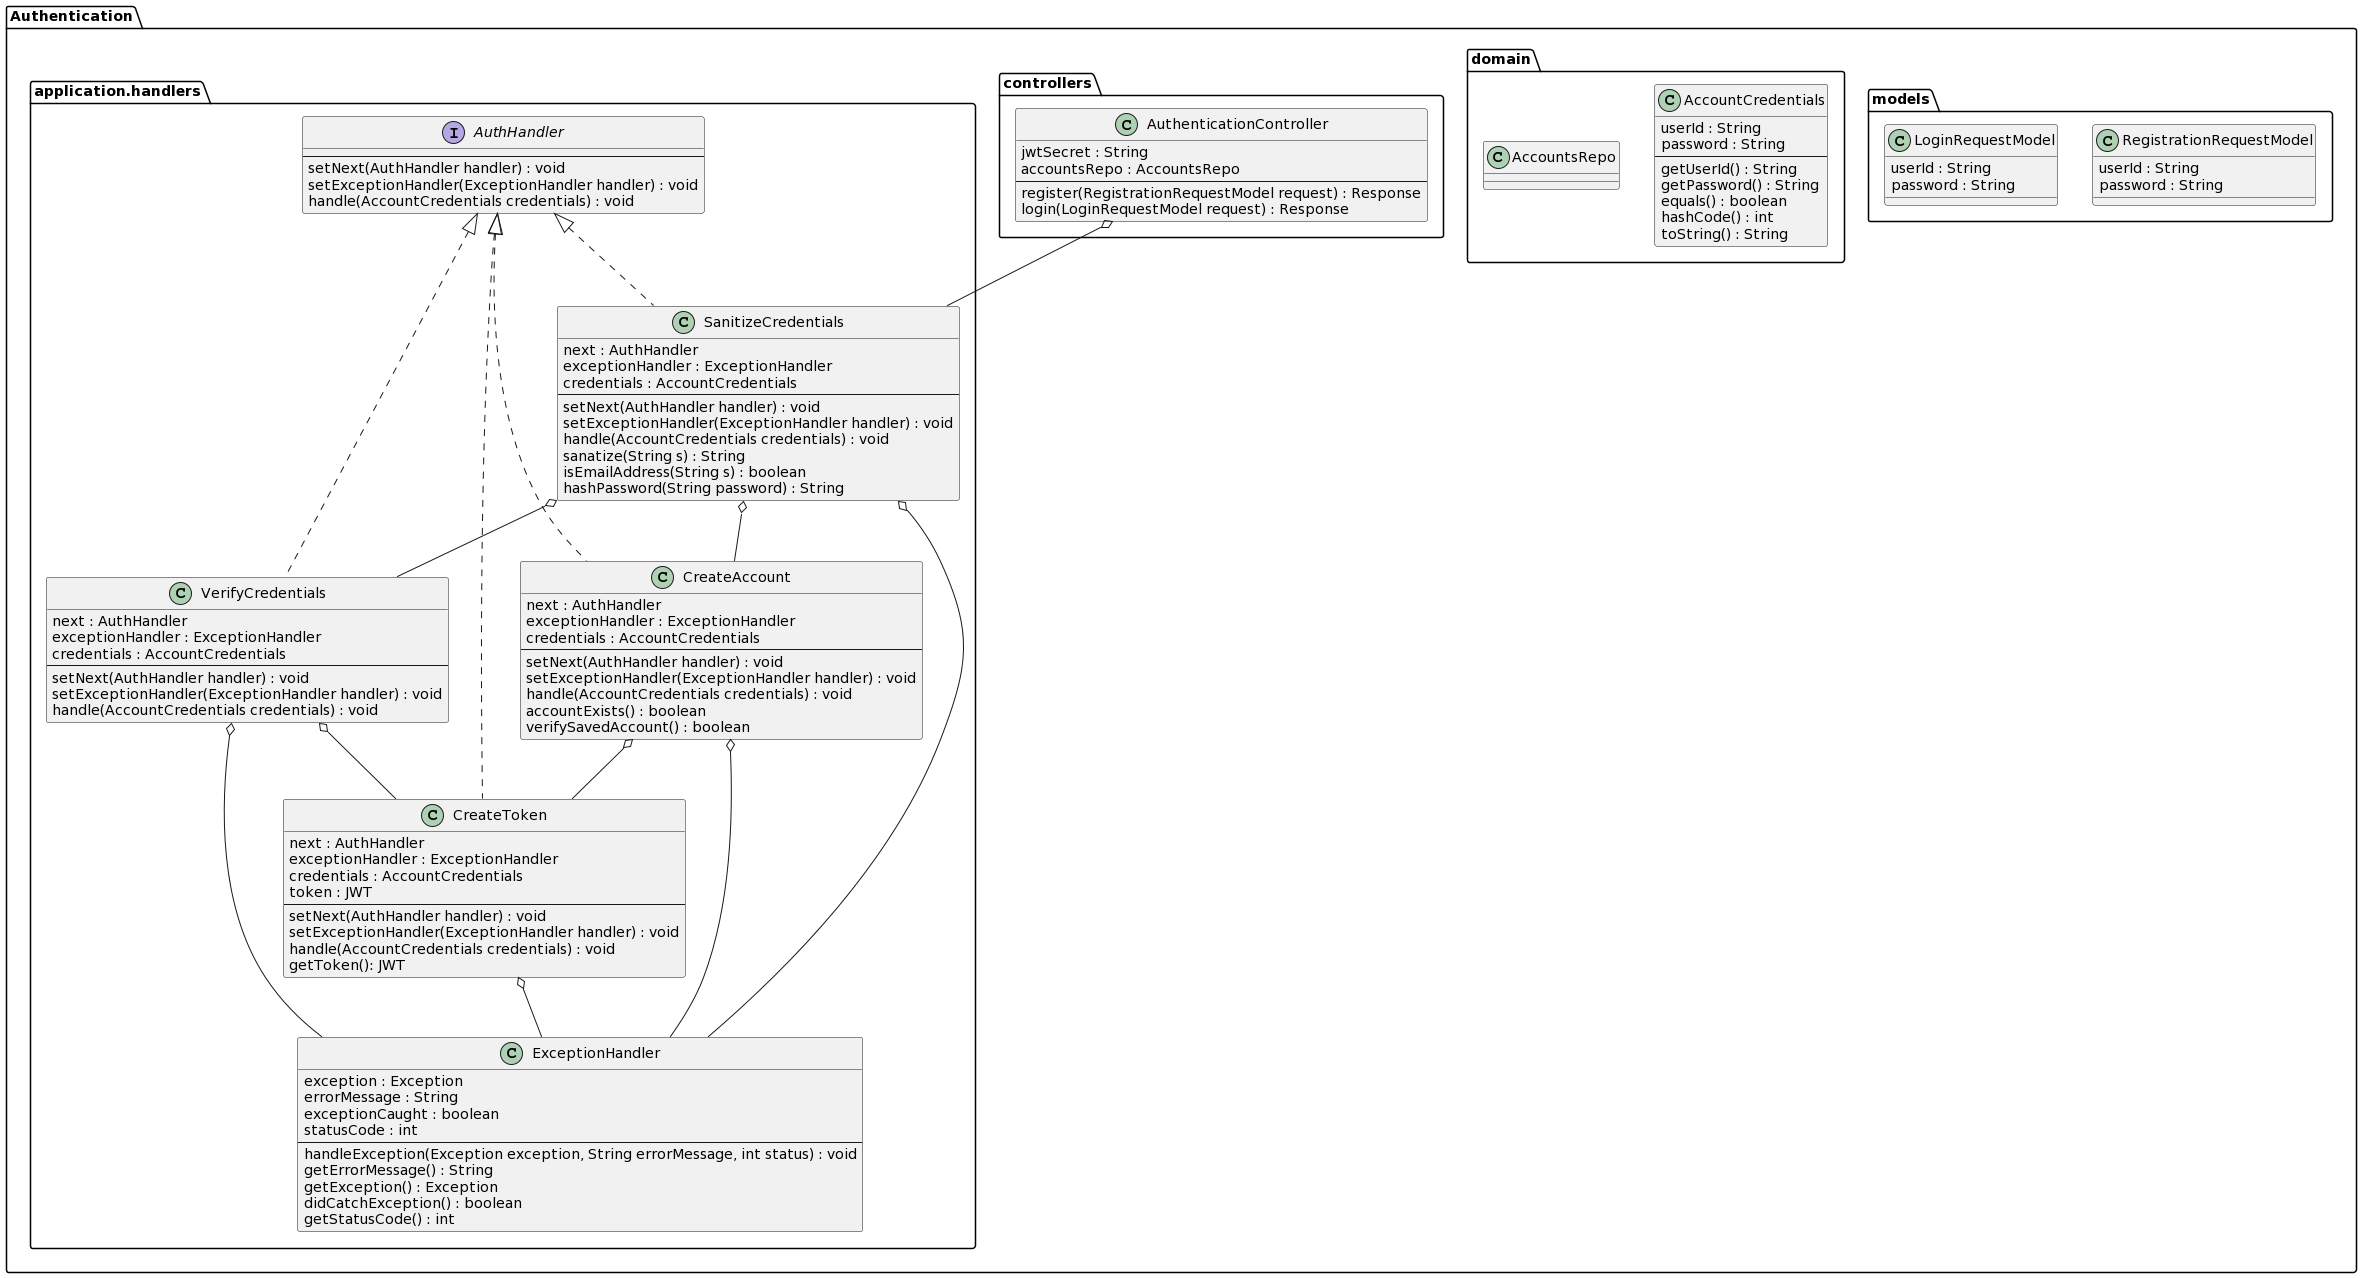 Authentication
application.handlers
I AuthHandler
setNext(AuthHandler handler) : void
setExceptionHandler(ExceptionHandler handler) : void
handle(AccountCredentials credentials) : void
controllers
C AuthenticationController
jwtSecret : String
accountsRepo : AccountsRepo
register(RegistrationRequestModel request) : Response
login(LoginRequestModel request) : Response
domain
C AccountsRepo
C AccountCredentials
userId : String
password : String
getUserId() : String
getPassword() : String
equals() : boolean
hashCode() : int
toString() : String
models
C LoginRequestModel
userId : String
password : String
C RegistrationRequestModel
userId : String
password : String
C SanitizeCredentials
next : AuthHandler
exceptionHandler : ExceptionHandler
credentials : AccountCredentials
setNext(AuthHandler handler) : void
setExceptionHandler(ExceptionHandler handler) : void
handle(AccountCredentials credentials) : void
sanatize(String s) : String
isEmailAddress(String s) : boolean
hashPassword(String password) : String
C VerifyCredentials
next : AuthHandler
exceptionHandler : ExceptionHandler
credentials : AccountCredentials
setNext(AuthHandler handler) : void
setExceptionHandler(ExceptionHandler handler) : void
handle(AccountCredentials credentials) : void
C CreateAccount
next : AuthHandler
exceptionHandler : ExceptionHandler
credentials : AccountCredentials
setNext(AuthHandler handler) : void
setExceptionHandler(ExceptionHandler handler) : void
handle(AccountCredentials credentials) : void
accountExists() : boolean
verifySavedAccount() : boolean
C CreateToken
next : AuthHandler
exceptionHandler : ExceptionHandler
credentials : AccountCredentials
token : JWT
setNext(AuthHandler handler) : void
setExceptionHandler(ExceptionHandler handler) : void
handle(AccountCredentials credentials) : void
getToken(): JWT
C ExceptionHandler
exception : Exception
errorMessage : String
exceptionCaught : boolean
statusCode : int
handleException(Exception exception, String errorMessage, int status) : void
getErrorMessage() : String
getException() : Exception
didCatchException() : boolean
getStatusCode() : int